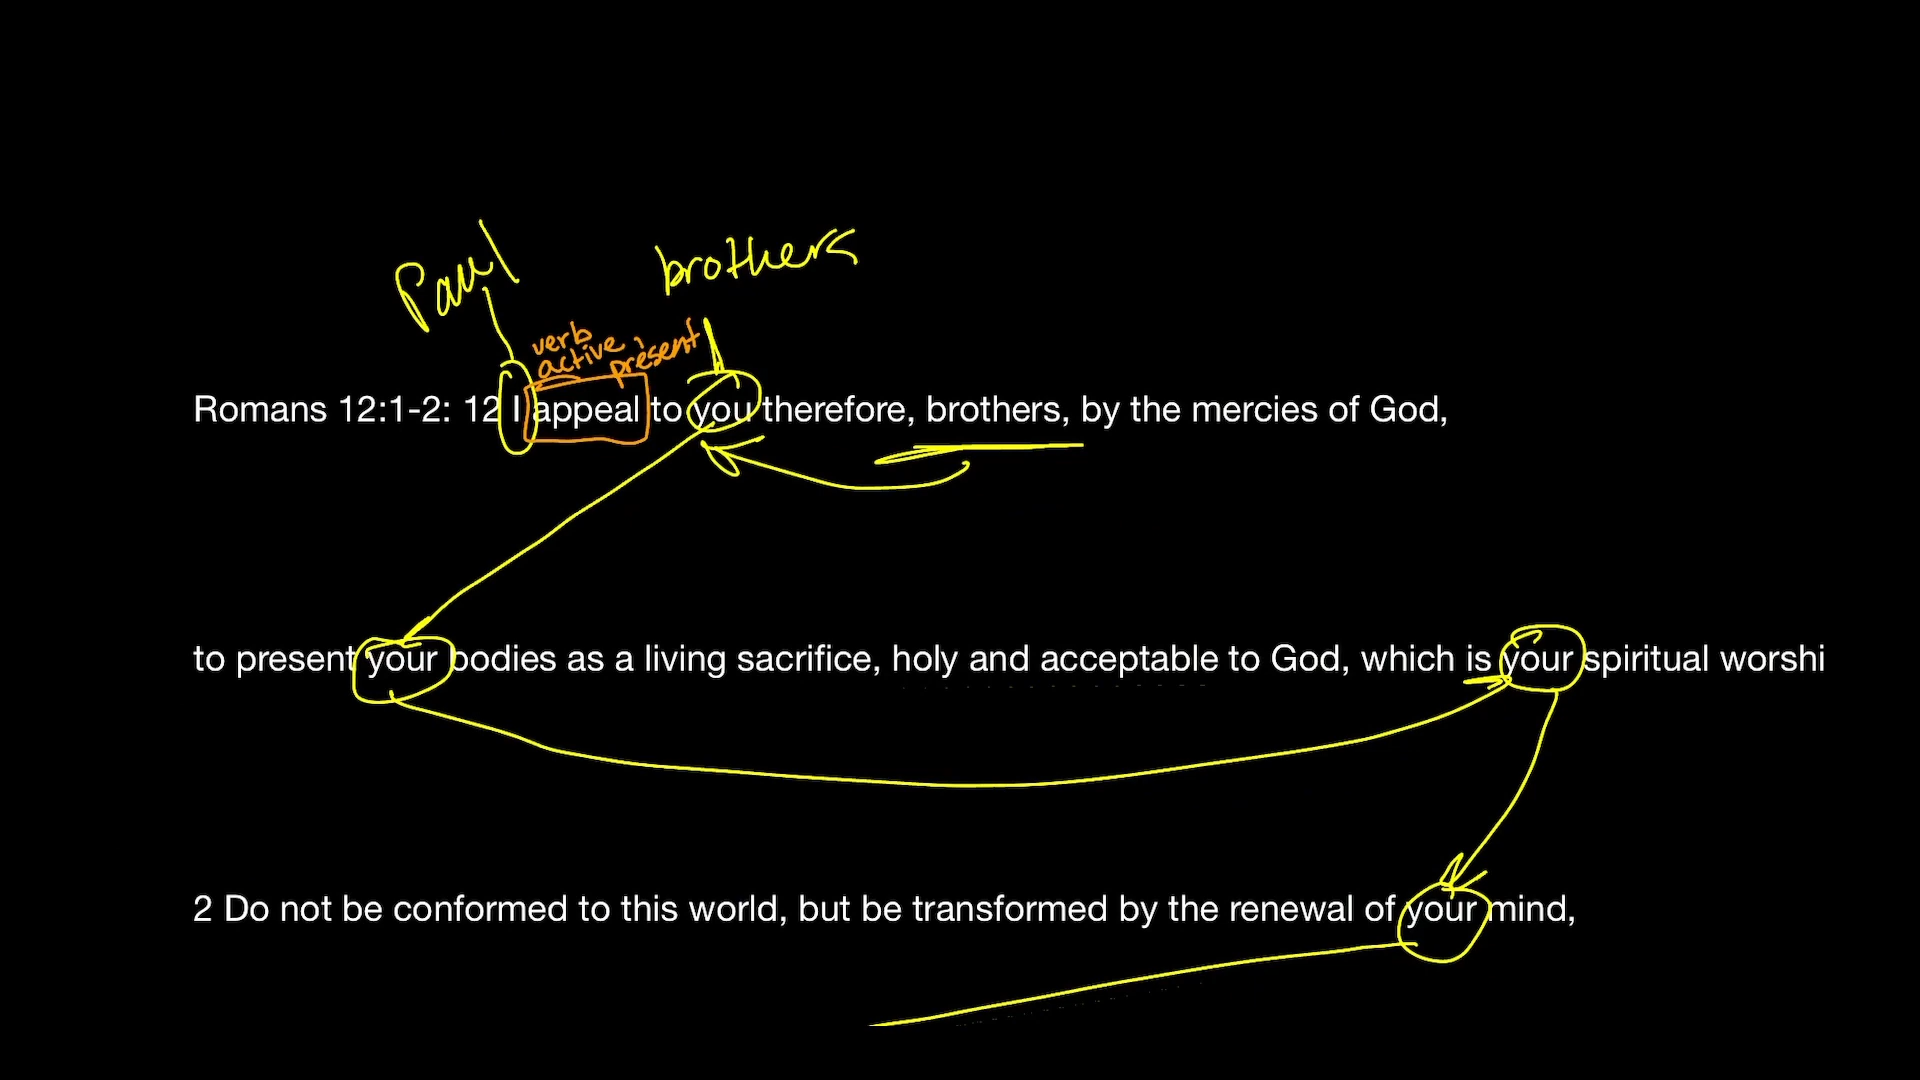 Paul
brothers
verb
active, present
Romans 12:1-2: 12 I appeal to you therefore, brothers, by the mercies of God,
to present your bodies as a living sacrifice, holy and acceptable to God, which is your spiritual worshi
2 Do not be conformed to this world, but be transformed by the renewal of your mind,